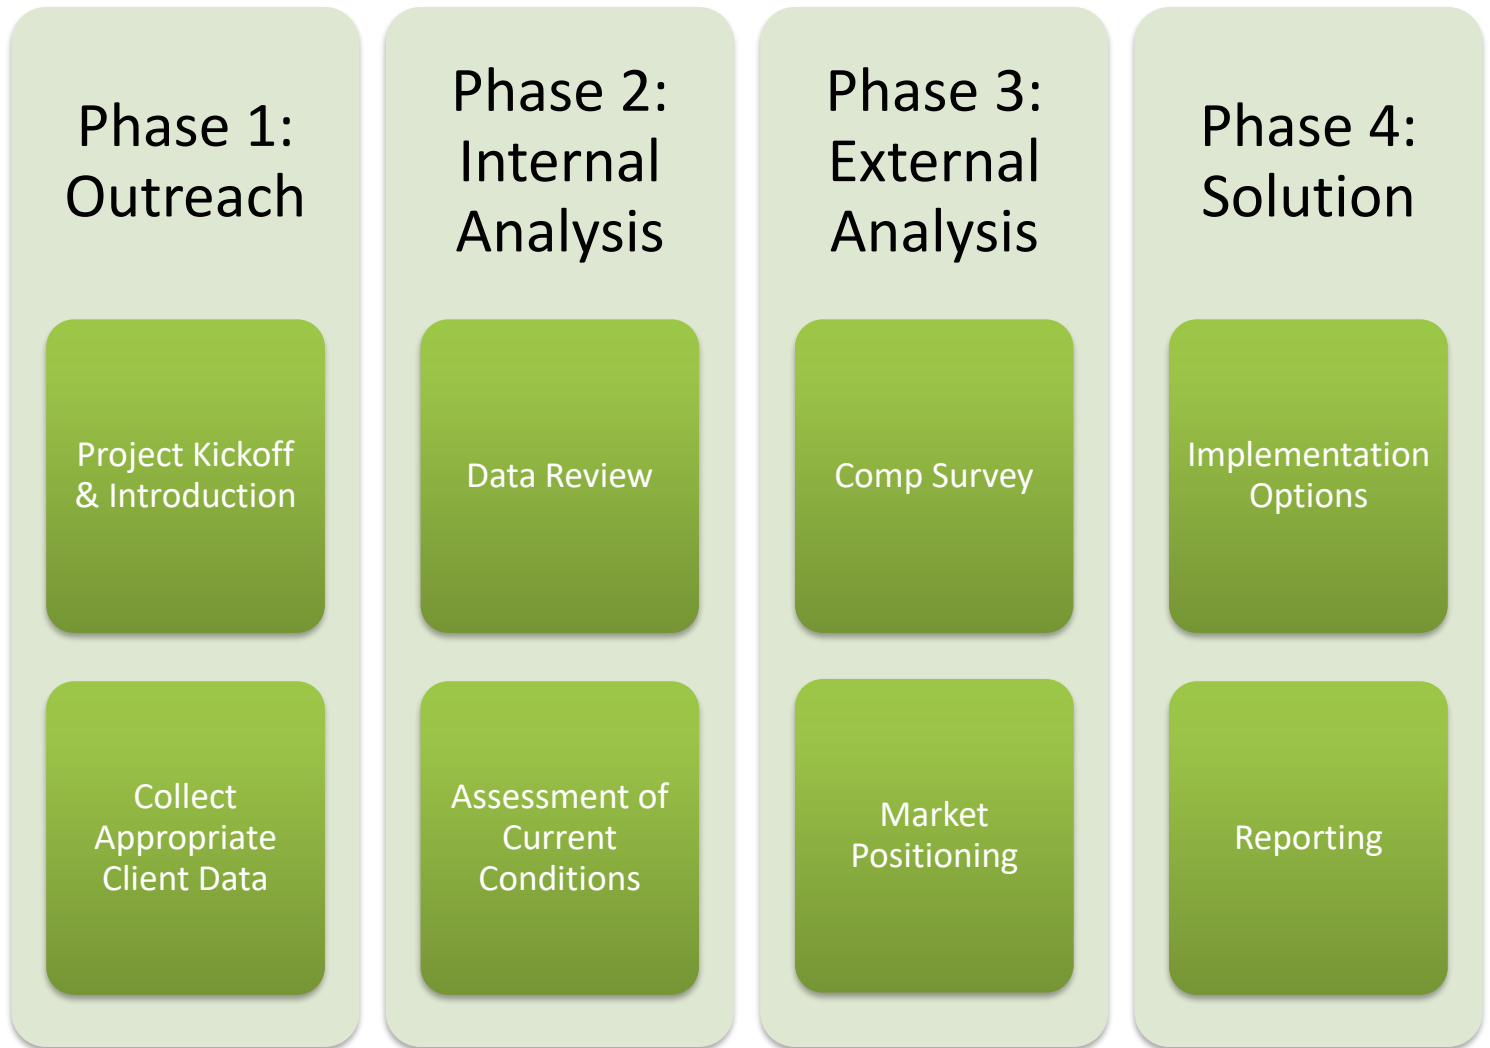 Phase 1:
Outreach
Project Kickoff
& Introduction
Collect
Appropriate
Client Data
Phase 2:
Internal
Analysis
Data Review
Assessment of
Current
Conditions
Phase 3:
External
Analysis
Comp Survey
Market
Positioning
Phase 4:
Solution
Implementation
Options
Reporting